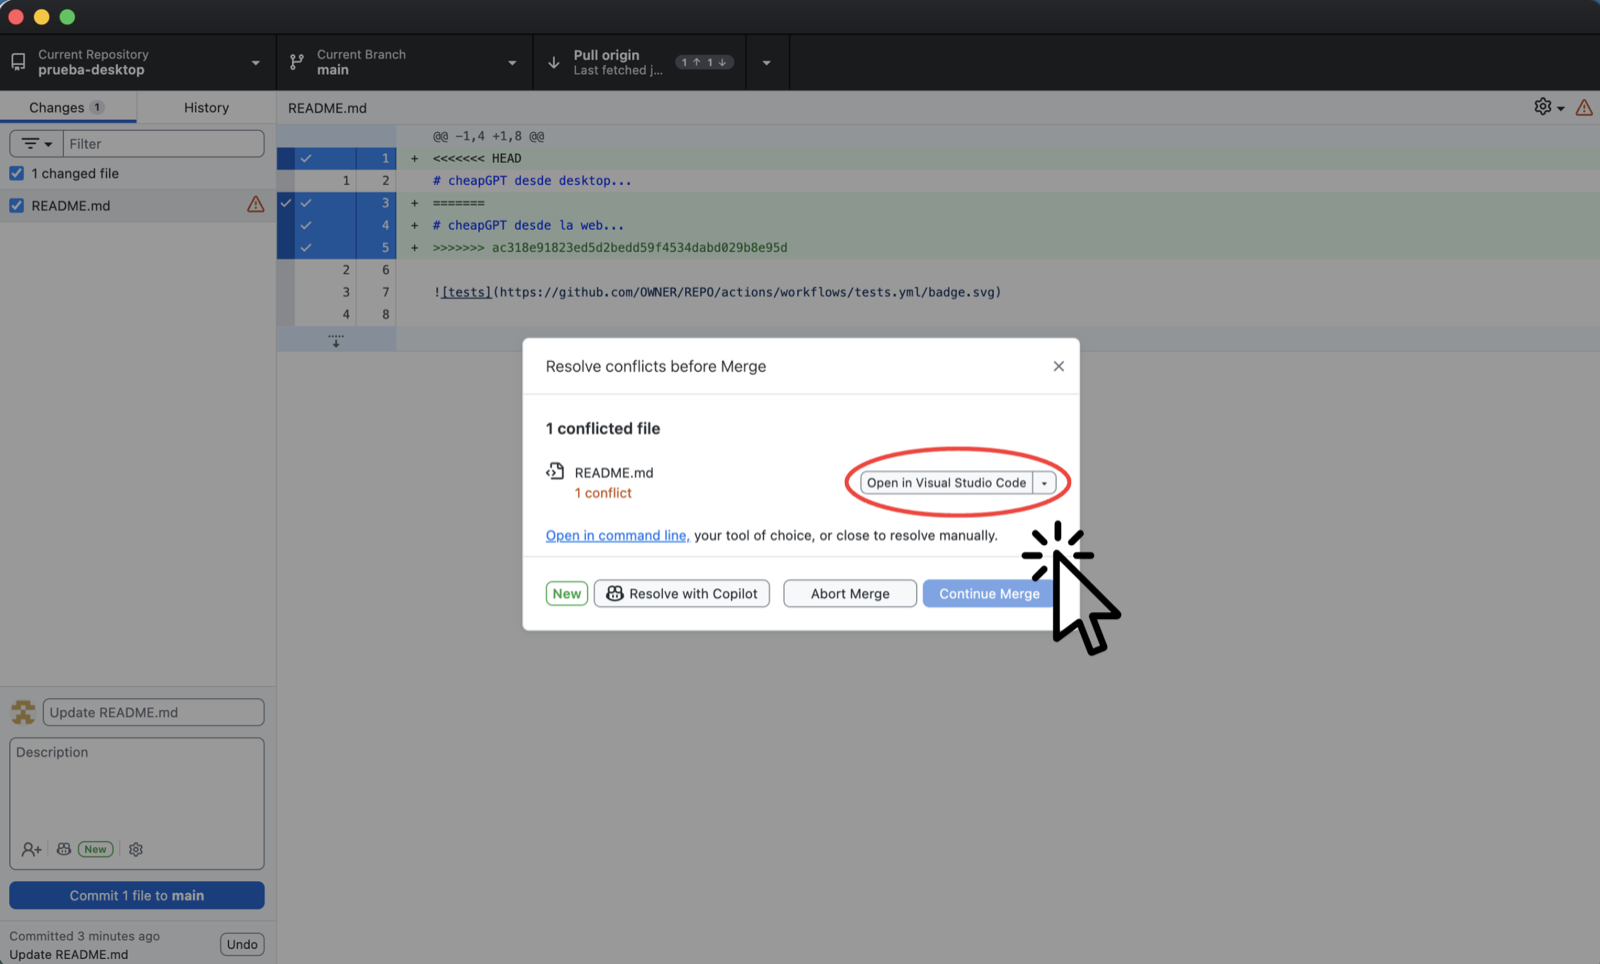 Current Repository
prueba-desktop
Current Branch
main
Pull origin
Last fetched j...
1 ↑ 1 ↓
Changes 1
History
README.md
Filter
1 changed file
README.md
@@ -1,4 +1,8 @@
1 + <<<<<<< HEAD
1 2 # cheapGPT desde desktop...
3 + =======
4 + # cheapGPT desde la web...
5 + >>>>>>> ac318e91823ed5d2bedd59f4534dabd029b8e95d
2 6
3 7 ![tests](https://github.com/OWNER/REPO/actions/workflows/tests.yml/badge.svg)
4 8
Resolve conflicts before Merge
1 conflicted file
README.md
1 conflict
Open in Visual Studio Code
Open in command line, your tool of choice, or close to resolve manually.
New
Resolve with Copilot
Abort Merge
Continue Merge
Update README.md
Description
New
Commit 1 file to main
Committed 3 minutes ago
Update README.md
Undo